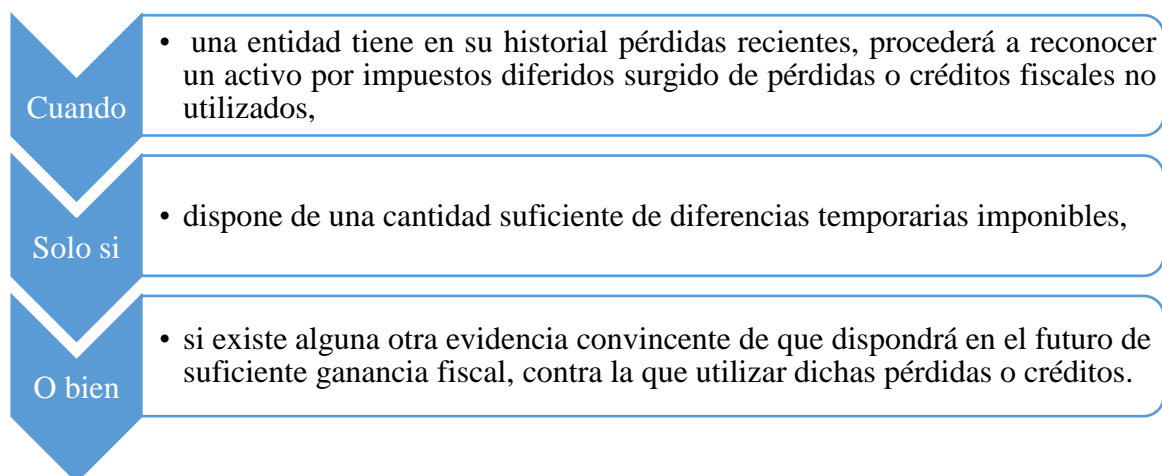 Cuando
• una entidad tiene en su historial pérdidas recientes, procederá a reconocer
un activo por impuestos diferidos surgido de pérdidas o créditos fiscales no
utilizados,
Solo si
• dispone de una cantidad suficiente de diferencias temporarias imponibles,
O bien
• si existe alguna otra evidencia convincente de que dispondrá en el futuro de
suficiente ganancia fiscal, contra la que utilizar dichas pérdidas o créditos.